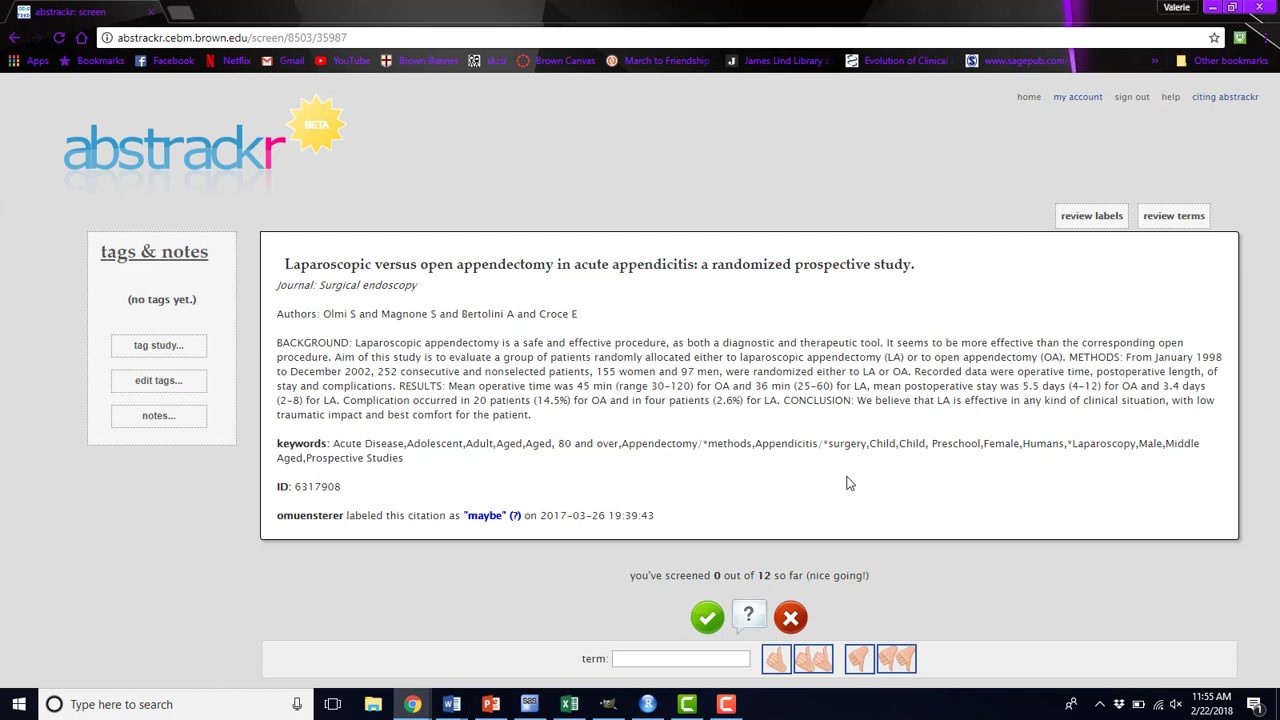 abstrackr: screen
Valerie
abstrackr.cebm.brown.edu/screen/8503/35987
Apps Bookmarks Facebook Netflix Gmail YouTube Brown Banner xkcd Brown Canvas March to Friendship James Lind Library :: Evolution of Clinical www.sagepub.com/ » Other bookmarks
home my account sign out help citing abstrackr
abstrackr BETA
review labels review terms
tags & notes
(no tags yet.)
tag study...
edit tags...
notes...
Laparoscopic versus open appendectomy in acute appendicitis: a randomized prospective study.
Journal: Surgical endoscopy
Authors: Olmi S and Magnone S and Bertolini A and Croce E
BACKGROUND: Laparoscopic appendectomy is a safe and effective procedure, as both a diagnostic and therapeutic tool. It seems to be more effective than the corresponding open
procedure. Aim of this study is to evaluate a group of patients randomly allocated either to laparoscopic appendectomy (LA) or to open appendectomy (OA). METHODS: From January 1998
to December 2002, 252 consecutive and nonselected patients, 155 women and 97 men, were randomized either to LA or OA. Recorded data were operative time, postoperative length, of
stay and complications. RESULTS: Mean operative time was 45 min (range 30-120) for OA and 36 min (25-60) for LA, mean postoperative stay was 5.5 days (4-12) for OA and 3.4 days
(2-8) for LA. Complication occurred in 20 patients (14.5%) for OA and in four patients (2.6%) for LA. CONCLUSION: We believe that LA is effective in any kind of clinical situation, with low
traumatic impact and best comfort for the patient.
keywords: Acute Disease,Adolescent,Adult,Aged,Aged, 80 and over,Appendectomy/*methods,Appendicitis/*surgery,Child,Child, Preschool,Female,Humans,*Laparoscopy,Male,Middle
Aged,Prospective Studies
ID: 6317908
omuensterer labeled this citation as "maybe" (?) on 2017-03-26 19:39:43
you've screened 0 out of 12 so far (nice going!)
?
term:
Type here to search
11:55 AM
2/22/2018